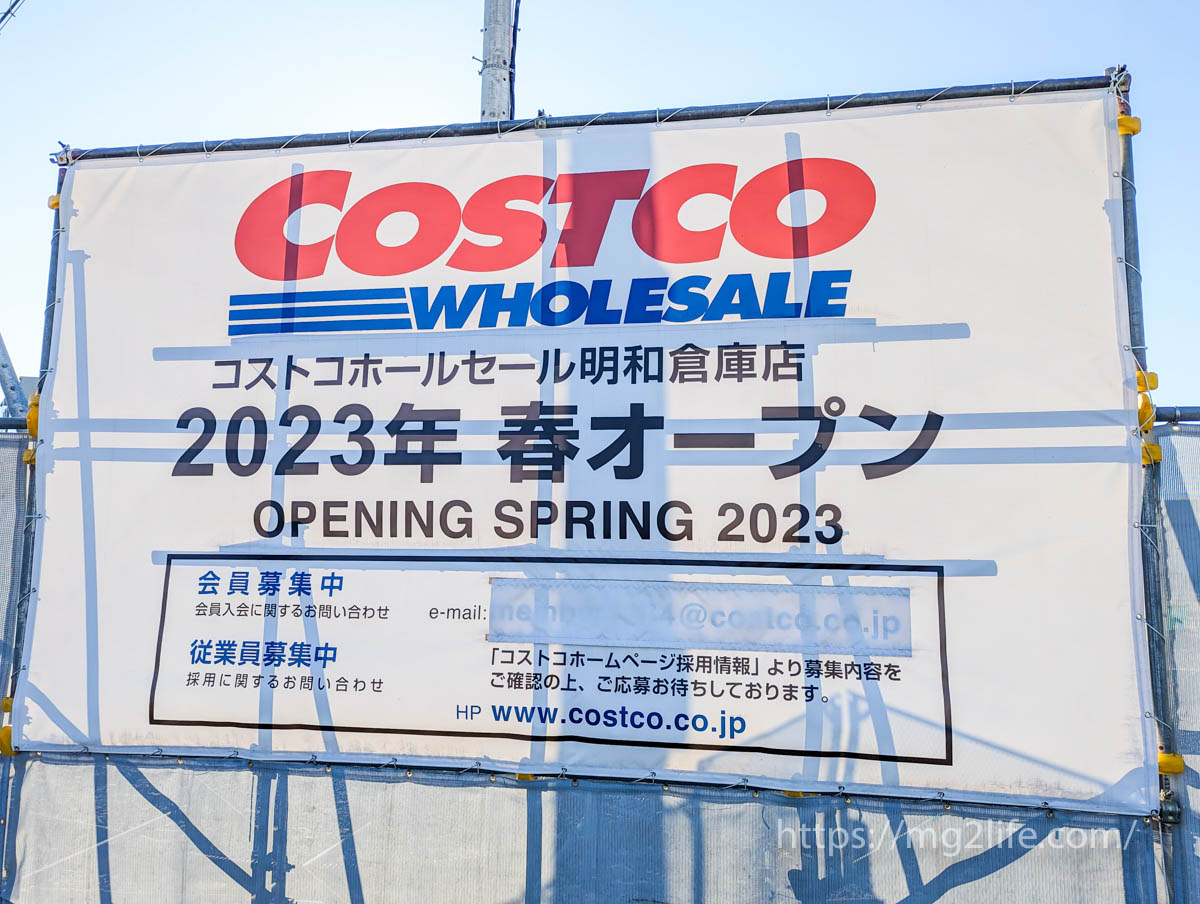 COSTCO
WHOLESALE
コストコホールセール明和倉庫店
2023年 春オープン
OPENING SPRING 2023
会員募集中
会員入会に関するお問い合わせ
e-mail: @costco.co.jp
従業員募集中
採用に関するお問い合わせ
「コストコホームページ採用情報」より募集内容を
ご確認の上、ご応募お待ちしております。
HP www.costco.co.jp
https://mg2life.com/